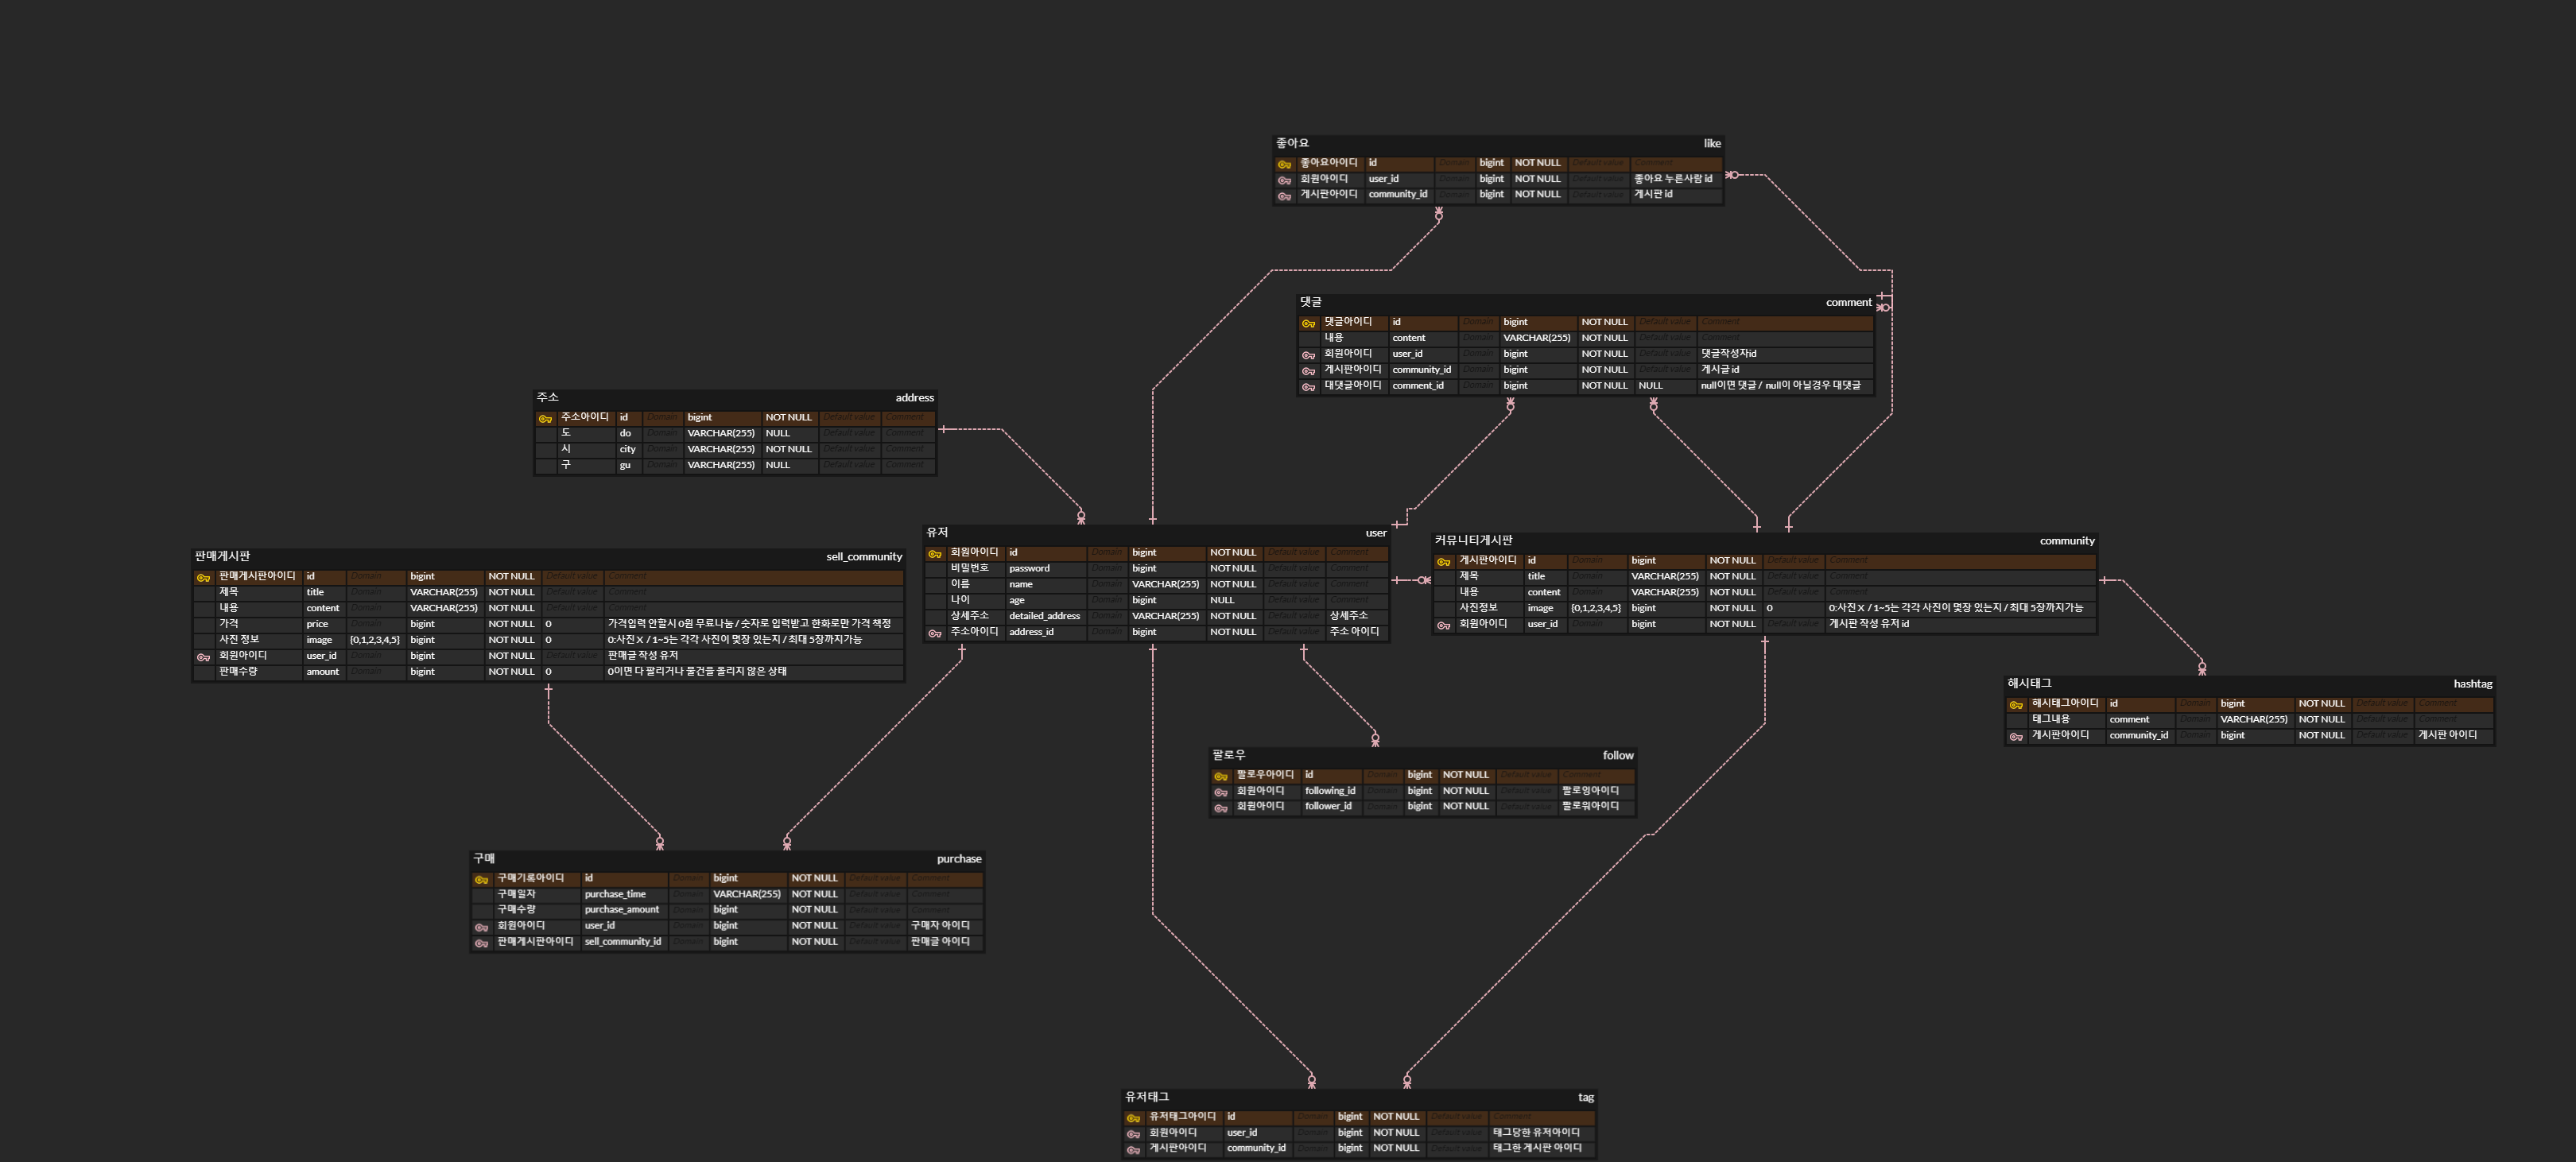 좋아요 like
좋아요아이디 id Domain bigint NOT NULL Default value Comment
회원아이디 user_id Domain bigint NOT NULL Default value 좋아요 누른사람 id
게시판아이디 community_id Domain bigint NOT NULL Default value 게시판 id
댓글 comment
댓글아이디 id Domain bigint NOT NULL Default value Comment
내용 content Domain VARCHAR(255) NOT NULL Default value Comment
회원아이디 user_id Domain bigint NOT NULL Default value 댓글작성자id
게시판아이디 community_id Domain bigint NOT NULL Default value 게시글 id
대댓글아이디 comment_id Domain bigint NOT NULL NULL null이면 댓글 / null이 아닐경우 대댓글
주소 address
주소아이디 id Domain bigint NOT NULL Default value Comment
도 do Domain VARCHAR(255) NULL Default value Comment
시 city Domain VARCHAR(255) NOT NULL Default value Comment
구 gu Domain VARCHAR(255) NULL Default value Comment
판매게시판 sell_community
판매게시판아이디 id Domain bigint NOT NULL Default value Comment
제목 title Domain VARCHAR(255) NOT NULL Default value Comment
내용 content Domain VARCHAR(255) NOT NULL Default value Comment
가격 price Domain bigint NOT NULL 0 가격입력 안할시 0원 무료나눔 / 숫자로 입력받고 한화로만 가격 책정
사진 정보 image {0,1,2,3,4,5} bigint NOT NULL 0 0:사진 X / 1~5는 각각 사진이 몇장 있는지 / 최대 5장까지가능
회원아이디 user_id Domain bigint NOT NULL Default value 판매글 작성 유저
판매수량 amount Domain bigint NOT NULL 0 0이면 다 팔리거나 물건을 올리지 않은 상태
유저 user
회원아이디 id Domain bigint NOT NULL Default value Comment
비밀번호 password Domain bigint NOT NULL Default value Comment
이름 name Domain VARCHAR(255) NOT NULL Default value Comment
나이 age Domain bigint NULL Default value Comment
상세주소 detailed_address Domain VARCHAR(255) NOT NULL Default value 상세주소
주소아이디 address_id Domain bigint NOT NULL Default value 주소 아이디
커뮤니티게시판 community
게시판아이디 id Domain bigint NOT NULL Default value Comment
제목 title Domain VARCHAR(255) NOT NULL Default value Comment
내용 content Domain VARCHAR(255) NOT NULL Default value Comment
사진정보 image {0,1,2,3,4,5} bigint NOT NULL 0 0:사진 X / 1~5는 각각 사진이 몇장 있는지 / 최대 5장까지가능
회원아이디 user_id Domain bigint NOT NULL Default value 게시판 작성 유저 id
해시태그 hashtag
해시태그아이디 id Domain bigint NOT NULL Default value Comment
태그내용 comment Domain VARCHAR(255) NOT NULL Default value Comment
게시판아이디 community_id Domain bigint NOT NULL Default value 게시판 아이디
팔로우 follow
팔로우아이디 id Domain bigint NOT NULL Default value Comment
회원아이디 following_id Domain bigint NOT NULL Default value 팔로잉아이디
회원아이디 follower_id Domain bigint NOT NULL Default value 팔로워아이디
구매 purchase
구매기록아이디 id Domain bigint NOT NULL Default value Comment
구매일자 purchase_time Domain VARCHAR(255) NOT NULL Default value Comment
구매수량 purchase_amount Domain bigint NOT NULL Default value Comment
회원아이디 user_id Domain bigint NOT NULL Default value 구매자 아이디
판매게시판아이디 sell_community_id Domain bigint NOT NULL Default value 판매글 아이디
유저태그 tag
유저태그아이디 id Domain bigint NOT NULL Default value Comment
회원아이디 user_id Domain bigint NOT NULL Default value 태그당한 유저아이디
게시판아이디 community_id Domain bigint NOT NULL Default value 태그한 게시판 아이디